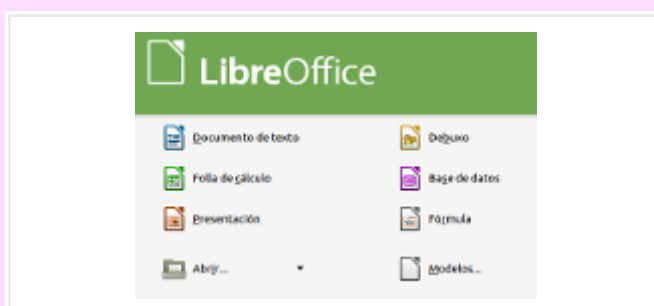 LibreOffice
Documento de texto
Debuxo
Folla de cálculo
Base de datos
Presentación
Fórmula
Abrir...
Modelos...